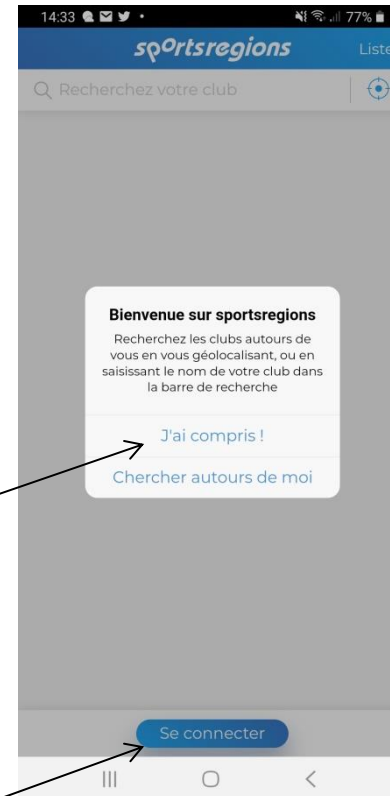 14:33
77%
sportsregions
Liste
Recherchez votre club
Bienvenue sur sportsregions
Recherchez les clubs autours de
vous en vous géolocalisant, ou en
saisissant le nom de votre club dans
la barre de recherche
J'ai compris !
Chercher autours de moi
Se connecter